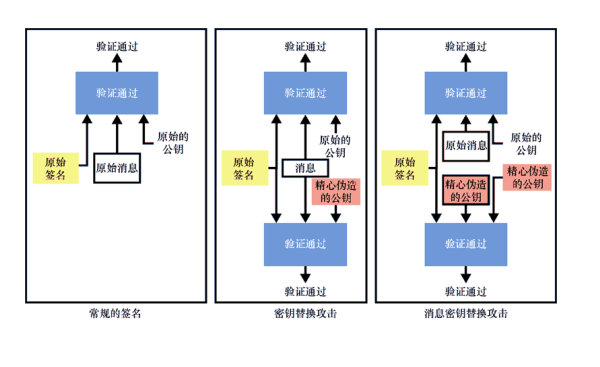 验证通过
验证通过
原始的
公钥
原始
签名
原始消息
常规的签名
验证通过
验证通过
原始的
公钥
原始
签名
消息
精心伪造
的公钥
验证通过
验证通过
密钥替换攻击
验证通过
验证通过
原始消息
原始的
公钥
原始
签名
精心伪造
的公钥
精心伪造
的公钥
验证通过
验证通过
消息密钥替换攻击